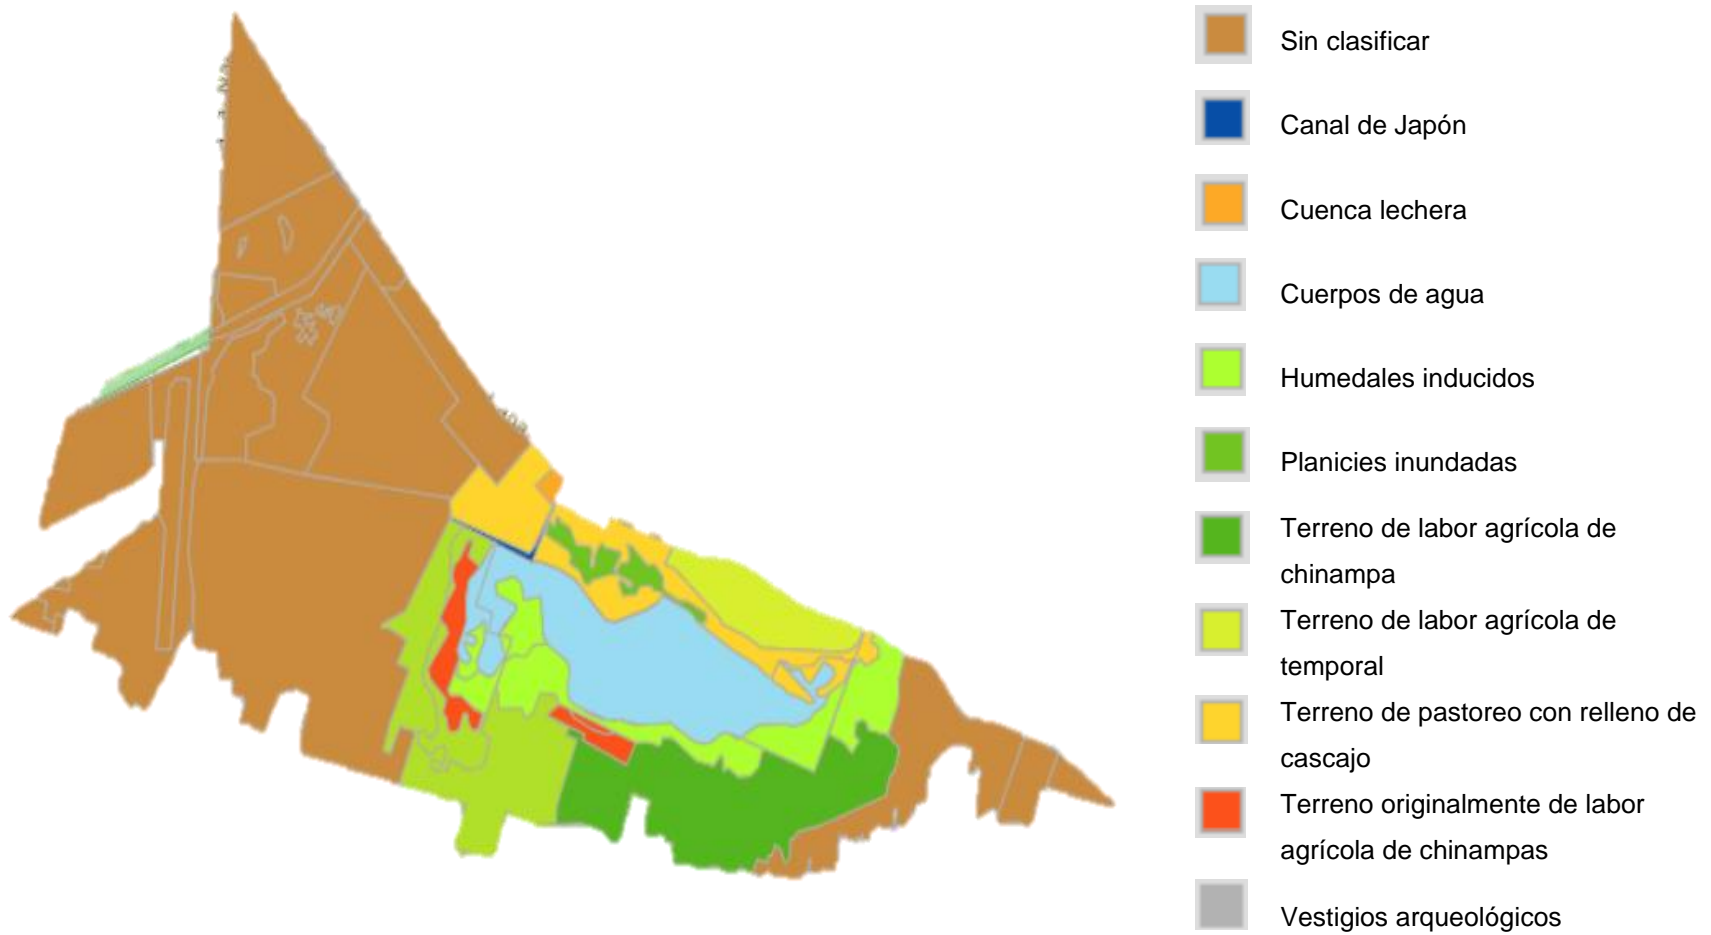 Sin clasificar
Canal de Japón
Cuenca lechera
Cuerpos de agua
Humedales inducidos
Planicies inundadas
Terreno de labor agrícola de
chinampa
Terreno de labor agrícola de
temporal
Terreno de pastoreo con relleno de
cascajo
Terreno originalmente de labor
agrícola de chinampas
Vestigios arqueológicos